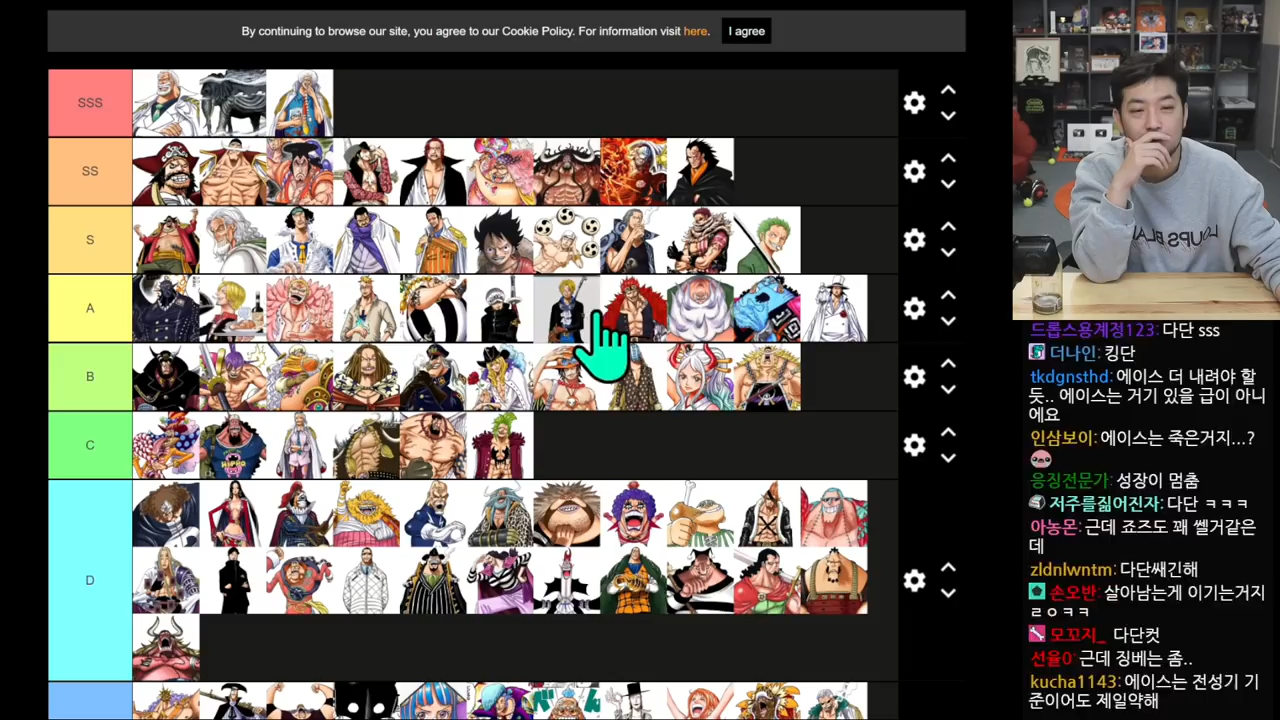 By continuing to browse our site, you agree to our Cookie Policy. For information visit here.
I agree
SSS
SS
S
A
B
C
D
드롭스용계정123: 다단 sss
더나인: 킹단
tkdgnsthd: 에이스 더 내려야 할
듯.. 에이스는 거기 있을 급이 아니
에요
인삼보이: 에이스는 죽은거지...?
응징전문가: 성장이 멈춤
저주를짊어진자: 다단 ㅋㅋㅋ
아농몬: 근데 죠즈도 꽤 쎌거같은
데
zldnlwntm: 다단쌔긴해
손오반: 살아남는게 이기는거지
ㄹㅇㅋㅋ
모꼬지_ 다단컷
선율0: 근데 징베는 좀..
kucha1143: 에이스는 전성기 기
준이어도 제일약해